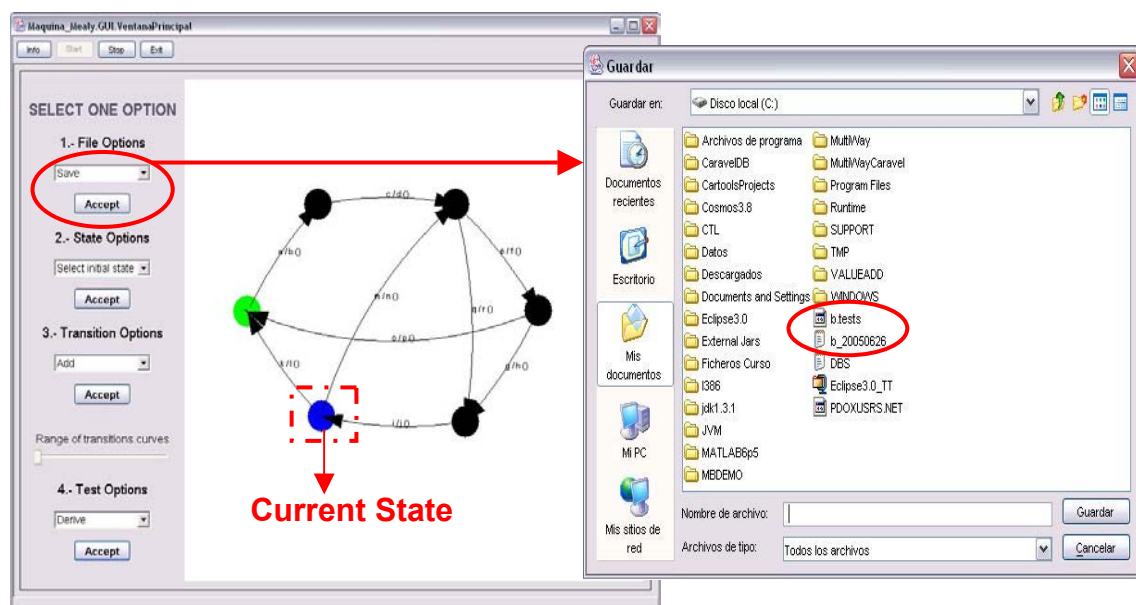 Maquina_Mealy.GUI.VentanaPrincipal
Info Start Stop Exit
SELECT ONE OPTION
1.- File Options
Save
Accept
2.- State Options
Select initial state
Accept
3.- Transition Options
Add
Accept
Range of transitions curves
4.- Test Options
Derive
Accept
c/d()
a/b()
e/f()
m/n()
q/r()
o/p()
k/l()
g/h()
i/j()
Current State
Guardar
Guardar en:
Disco local (C:)
Documentos
recientes
Escritorio
Mis
documentos
Mi PC
Mis sitios de
red
Archivos de programa
CaravelDB
CartoolsProjects
Cosmos3.8
CTL
Datos
Descargados
Documents and Settings
Eclipse3.0
External Jars
Ficheros Curso
I386
jdk1.3.1
JVM
MATLAB6p5
MBDEMO
MultiWay
MultiWayCaravel
Program Files
Runtime
SUPPORT
TMP
VALUEADD
WINDOWS
b.tests
b_20050626
DBS
Eclipse3.0_TT
PDOXUSRS.NET
Nombre de archivo:
Guardar
Archivos de tipo:
Todos los archivos
Cancelar